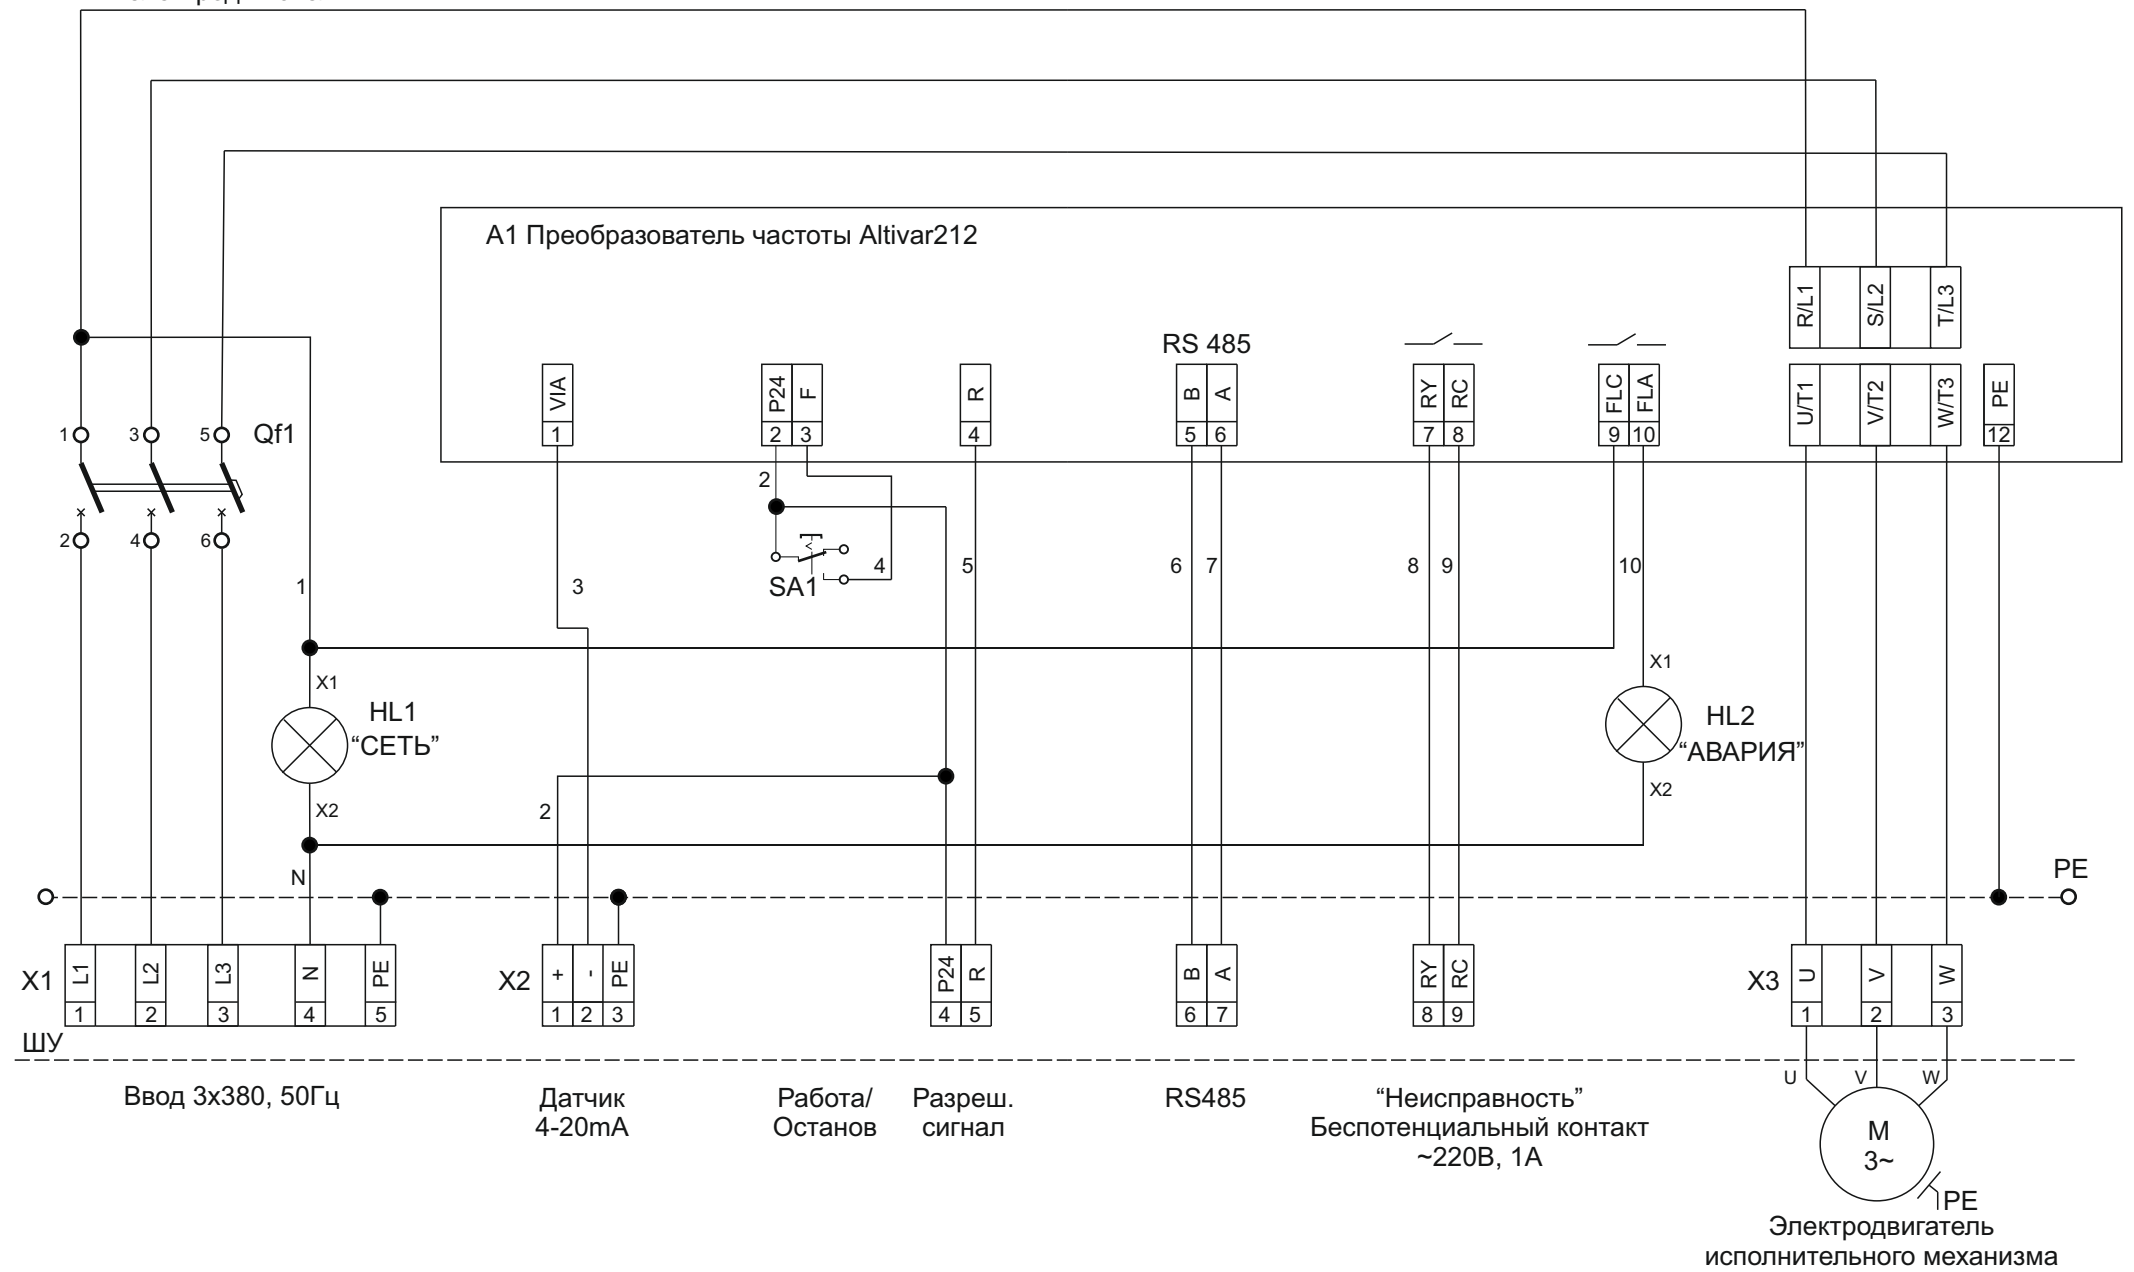 А1 Преобразователь частоты Altivar212
R/L1 S/L2 T/L3
RS 485
VIA P24 F R B A RY RC FLC FLA U/T1 V/T2 W/T3 PE
1 2 3 4 5 6 7 8 9 10 12
1 3 5 Qf1
2
2 4 6
SA1 4
1 3 5 6 7 8 9 10
X1
X1
HL1
“СЕТЬ”
HL2
“АВАРИЯ”
X2
X2
2
N
PE
X1 L1 L2 L3 N PE X2 + - PE P24 R B A RY RC X3 U V W
1 2 3 4 5 1 2 3 4 5 6 7 8 9 1 2 3
ШУ
Ввод 3х380, 50Гц
Датчик
4-20mA
Работа/
Останов
Разреш.
сигнал
RS485
“Неисправность”
Беспотенциальный контакт
~220В, 1А
U V W
M
3~
PE
Электродвигатель
исполнительного механизма